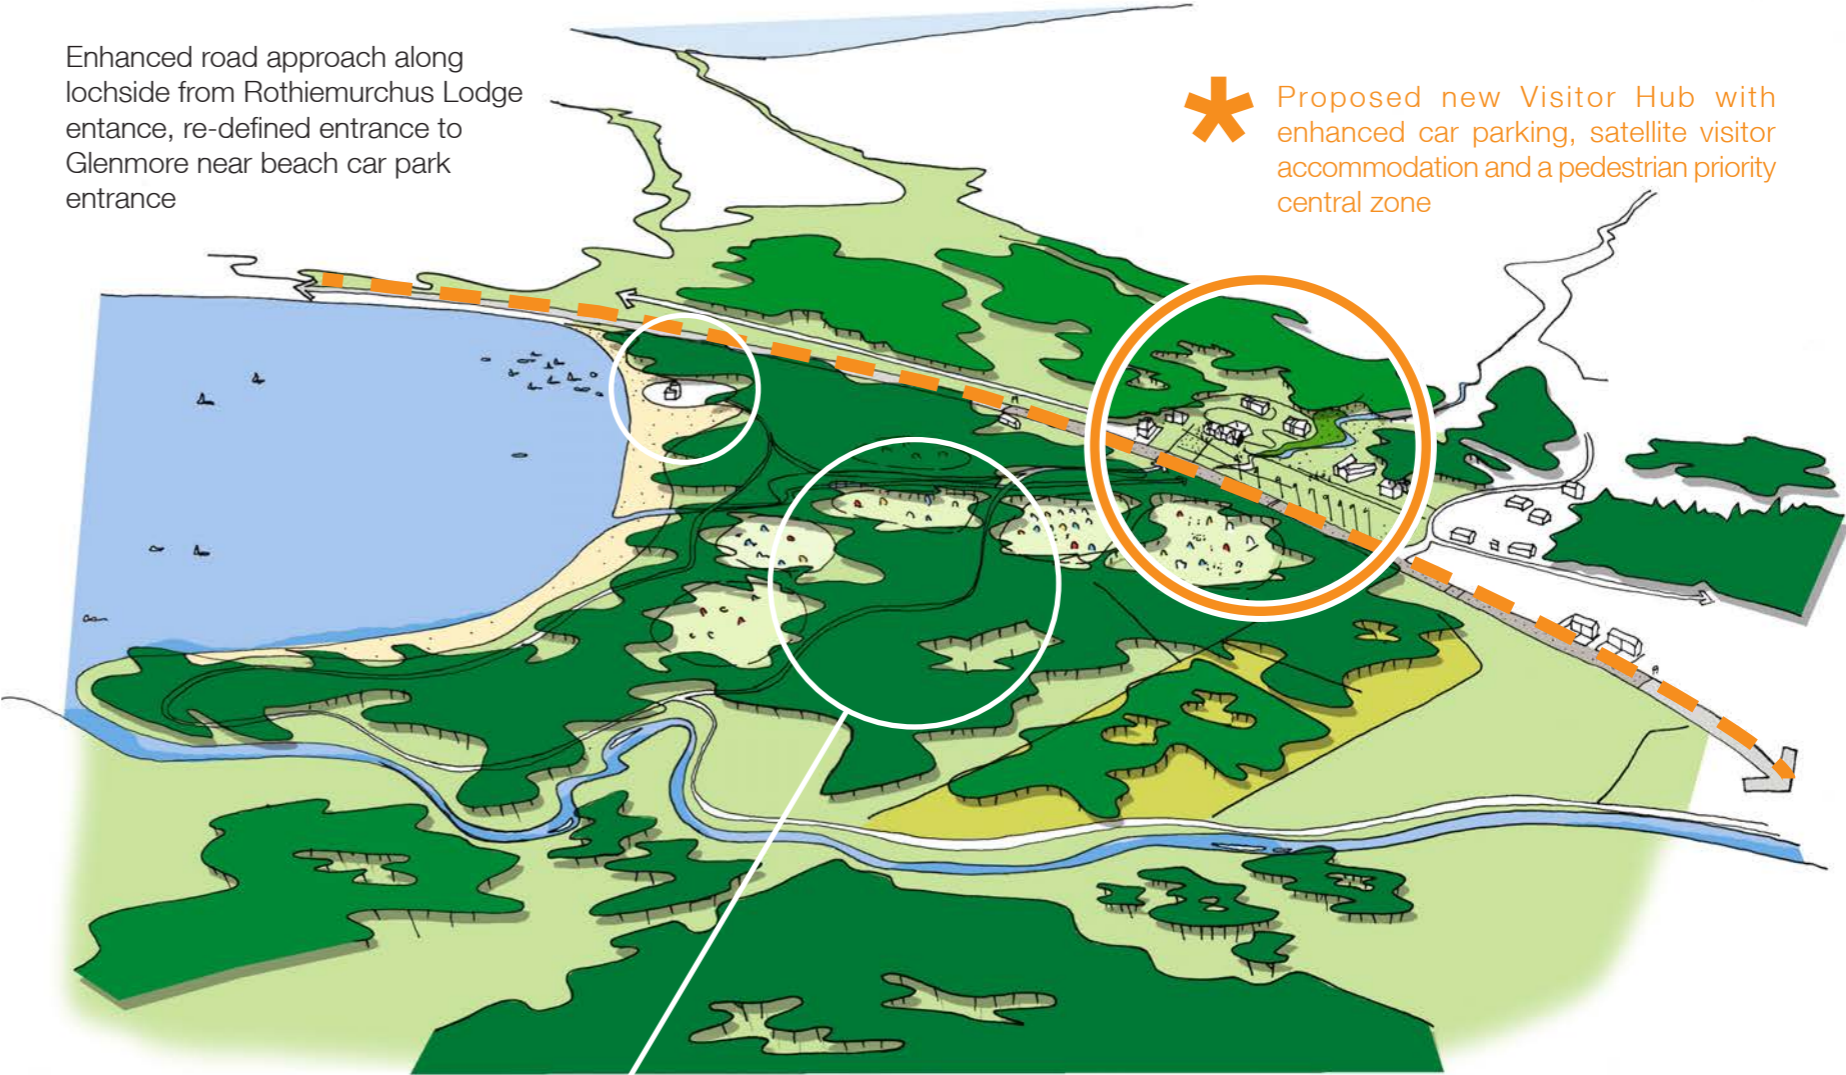 Enhanced road approach along
lochside from Rothiemurchus Lodge
entance, re-defined entrance to
Glenmore near beach car park
entrance
Proposed new Visitor Hub with
enhanced car parking, satellite visitor
accommodation and a pedestrian priority
central zone